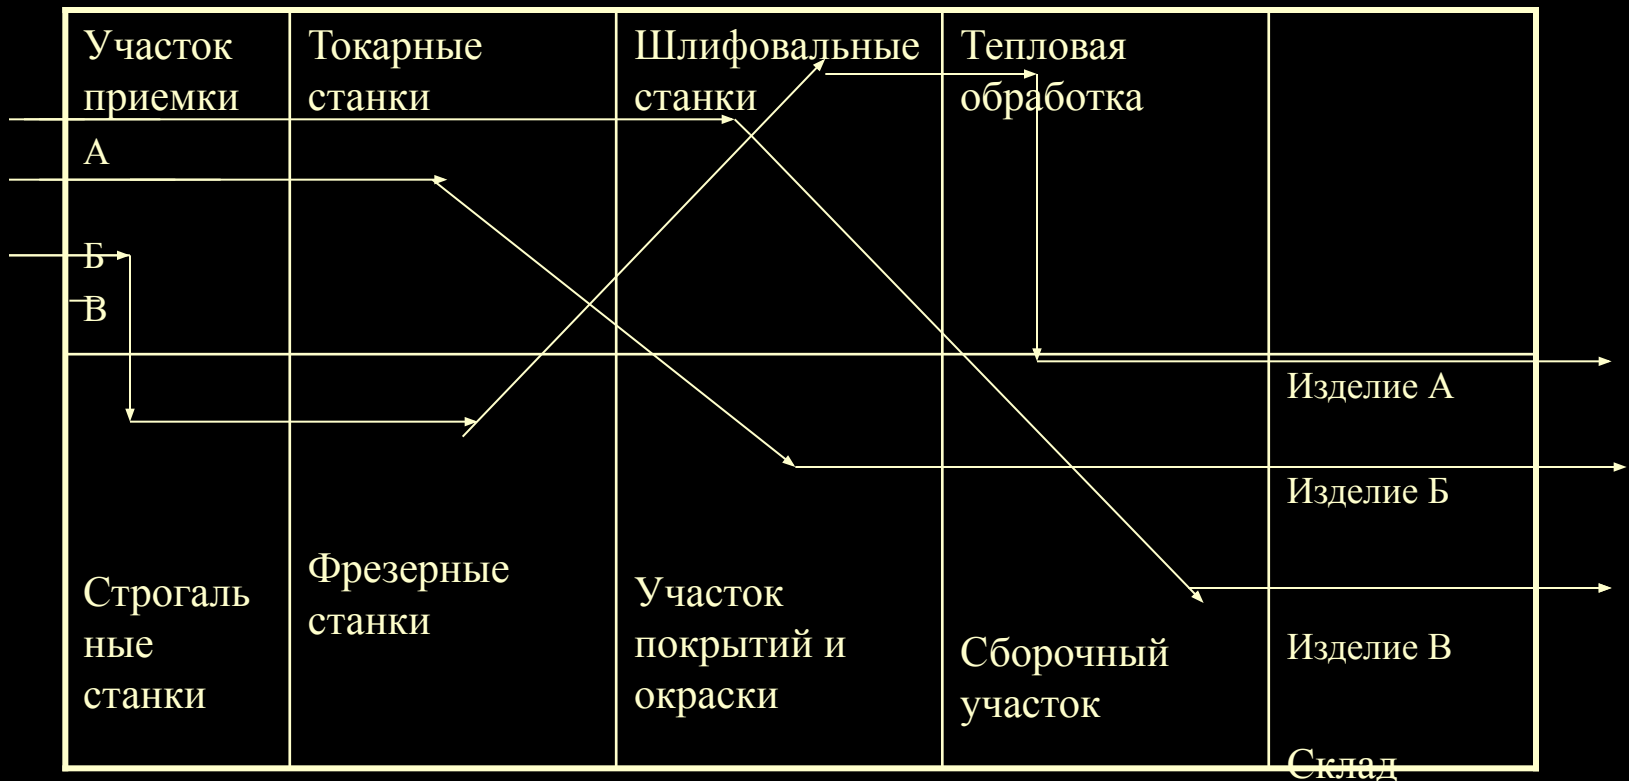 Участок
приемки
А
Б
В
Токарные
станки
Шлифовальные
станки
Тепловая
обработка
Строгаль
ные
станки
Фрезерные
станки
Участок
покрытий и
окраски
Сборочный
участок
Изделие А
Изделие Б
Изделие В
Склад